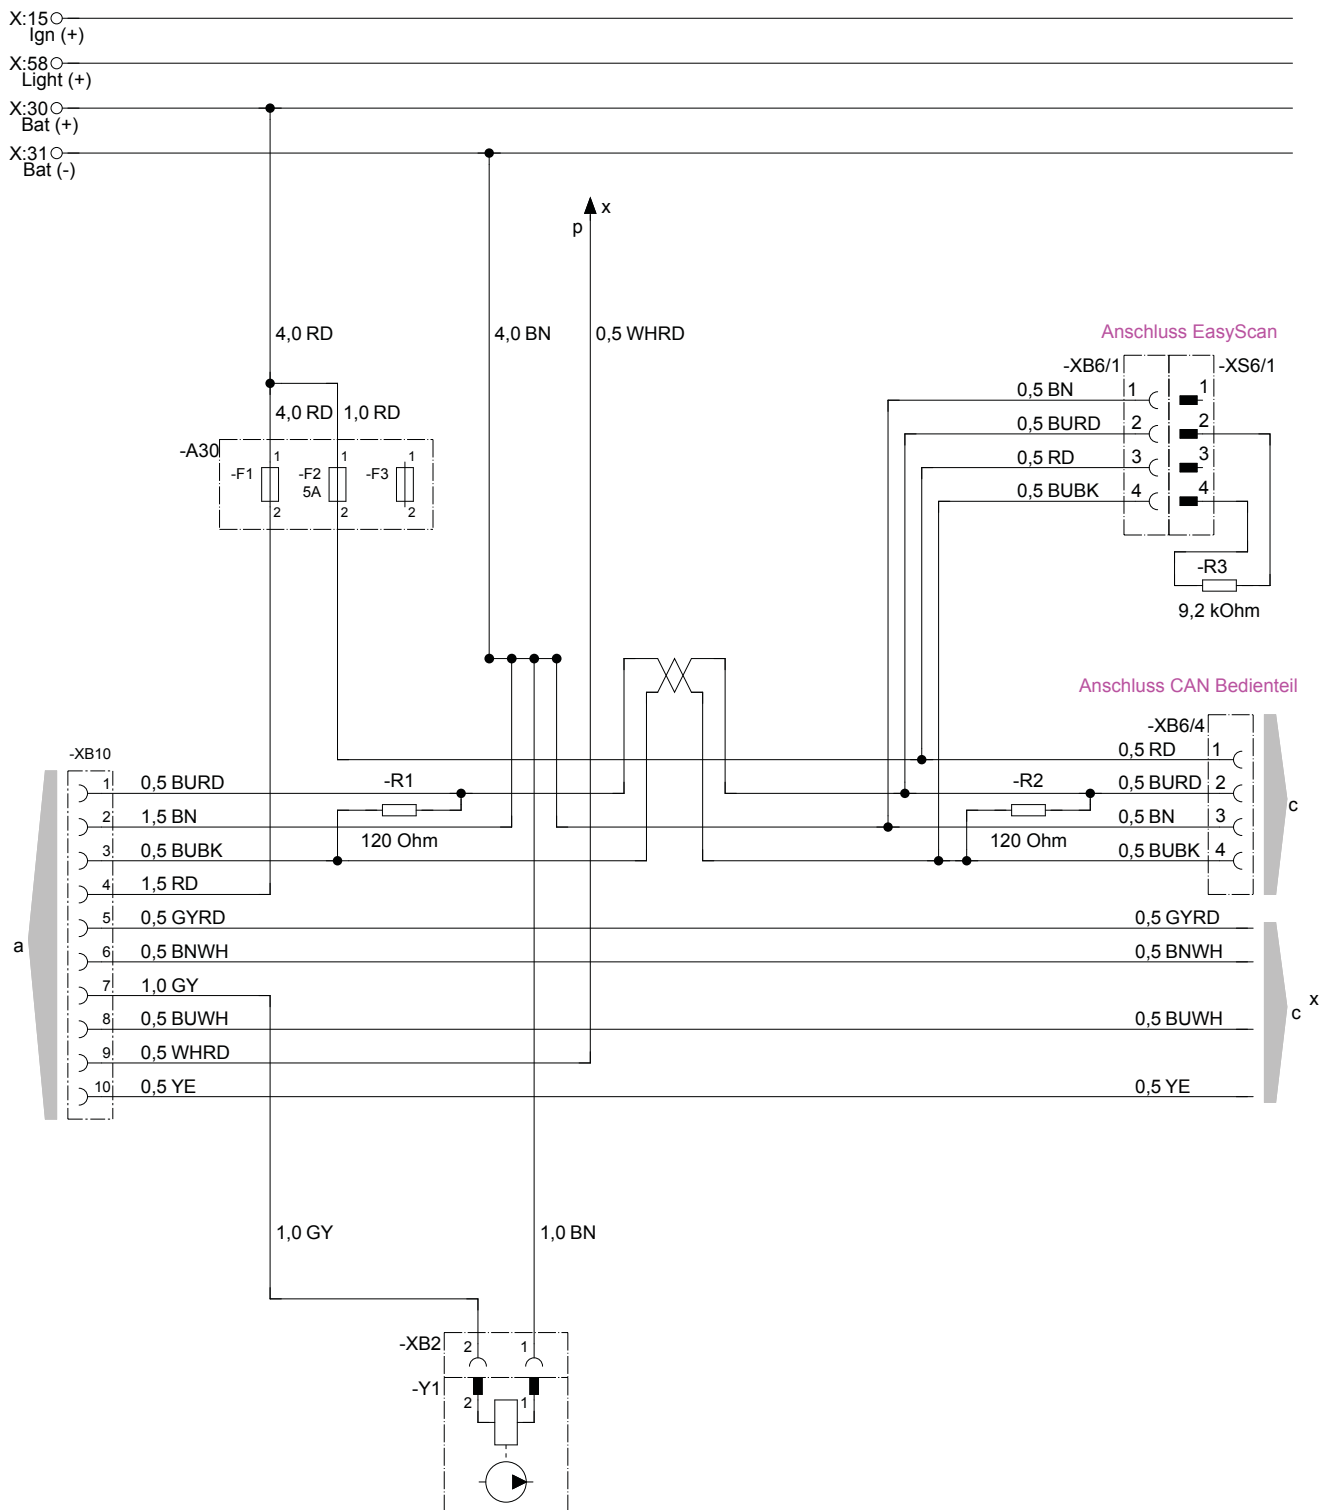 X:15
Ign (+)
X:58
Light (+)
X:30
Bat (+)
X:31
Bat (-)
x
p
4,0 RD
4,0 BN
0,5 WHRD
Anschluss EasyScan
-XB6/1
-XS6/1
0,5 BN
1
1
0,5 BURD
2
2
0,5 RD
3
3
0,5 BUBK
4
4
4,0 RD
1,0 RD
-A30
1
1
1
-F1
-F2
5A
-F3
2
2
2
-R3
9,2 kOhm
Anschluss CAN Bedienteil
-XB6/4
-XB10
0,5 RD
1
1
0,5 BURD
-R1
-R2
0,5 BURD
2
2
1,5 BN
120 Ohm
120 Ohm
0,5 BN
3
c
3
0,5 BUBK
0,5 BUBK
4
4
1,5 RD
5
0,5 GYRD
0,5 GYRD
a
6
0,5 BNWH
0,5 BNWH
7
1,0 GY
c
x
8
0,5 BUWH
0,5 BUWH
9
0,5 WHRD
10
0,5 YE
0,5 YE
1,0 GY
1,0 BN
-XB2
2
1
-Y1
2
1